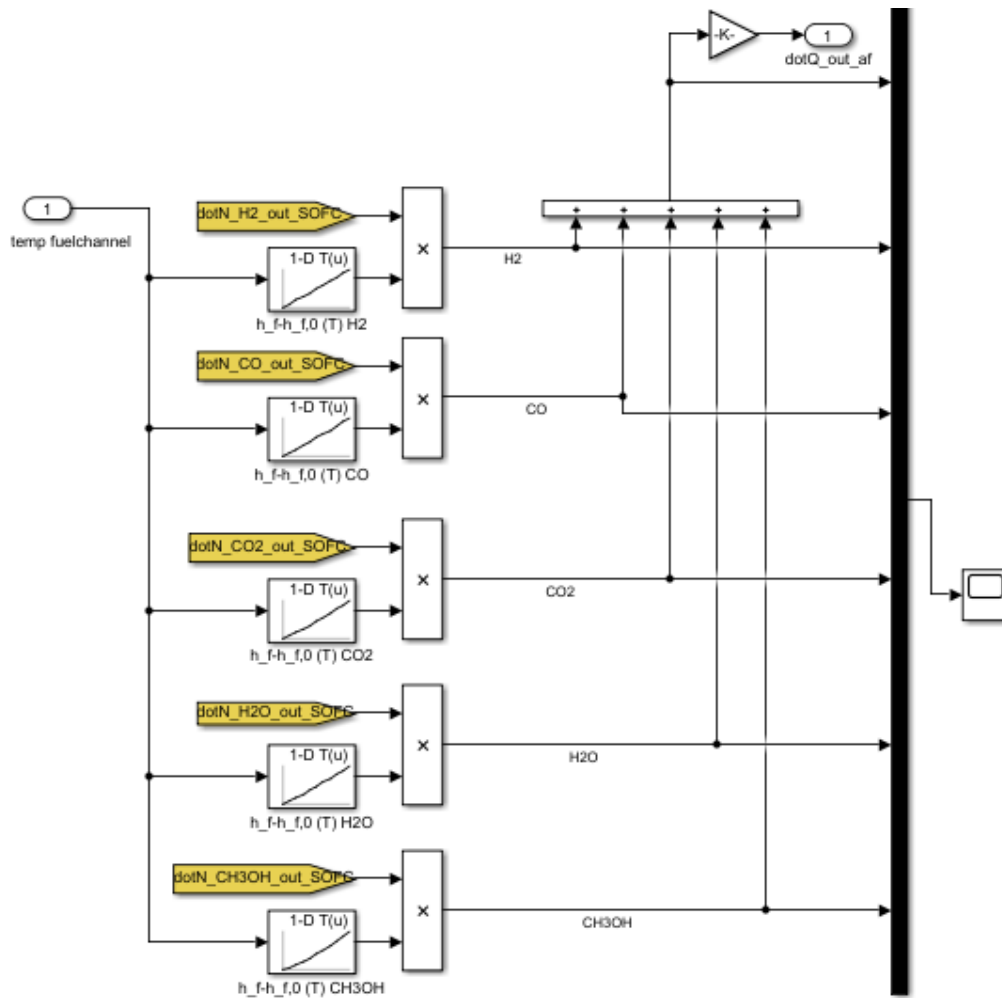 -K-
1
dotQ_out_af
1
temp fuelchannel
dotN_H2_out_SOFC
1-D T(u)
h_f-h_f,0 (T) H2
×
H2
+ + + + +
dotN_CO_out_SOFC
1-D T(u)
h_f-h_f,0 (T) CO
×
CO
dotN_CO2_out_SOFC
1-D T(u)
h_f-h_f,0 (T) CO2
×
CO2
dotN_H2O_out_SOFC
1-D T(u)
h_f-h_f,0 (T) H2O
×
H2O
dotN_CH3OH_out_SOFC
1-D T(u)
h_f-h_f,0 (T) CH3OH
×
CH3OH